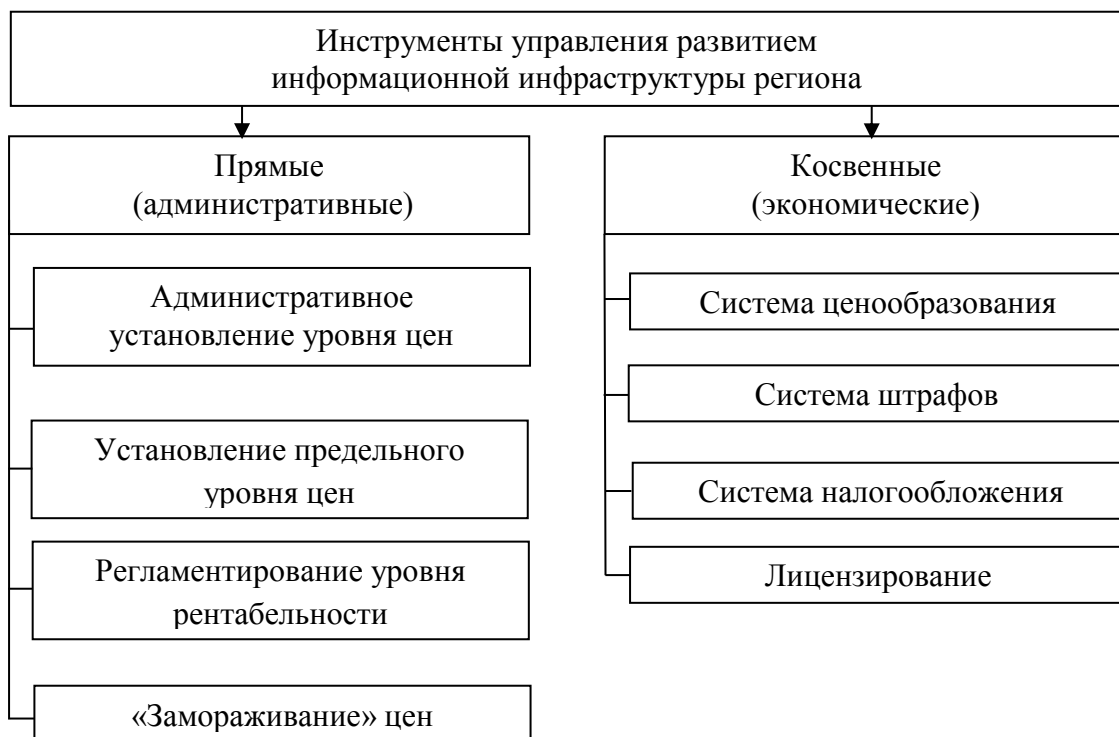 Инструменты управления развитием
информационной инфраструктуры региона
Прямые
(административные)
Административное
установление уровня цен
Установление предельного
уровня цен
Регламентирование уровня
рентабельности
«Замораживание» цен
Косвенные
(экономические)
Система ценообразования
Система штрафов
Система налогообложения
Лицензирование